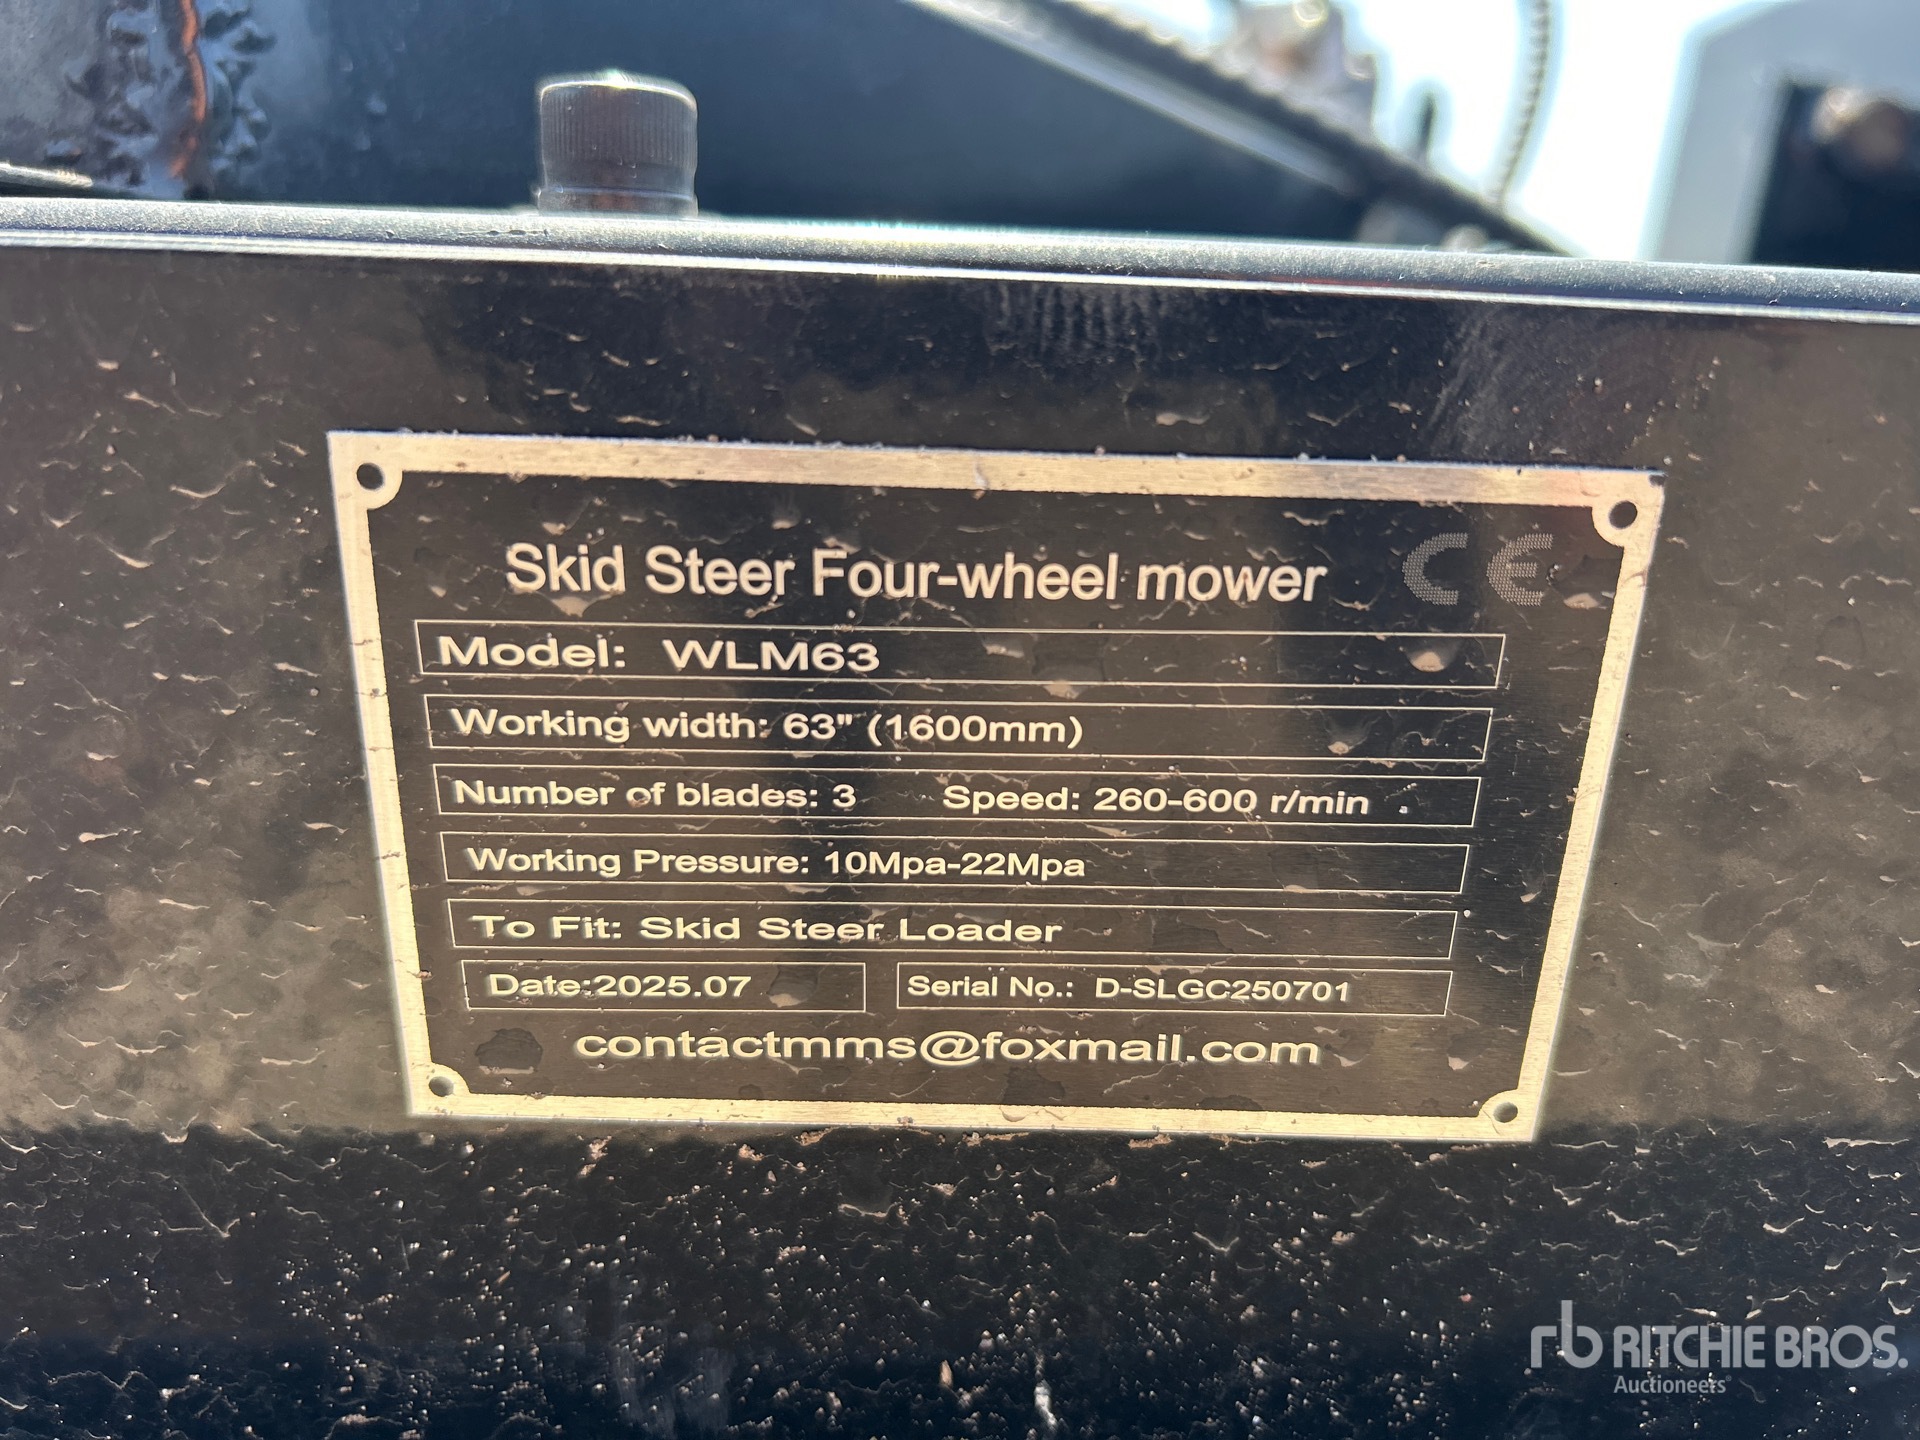 Skid Steer Four-wheel mower CE
Model: WLM63
Working width: 63" (1600mm)
Number of blades: 3 Speed: 260-600 r/min
Working Pressure: 10Mpa-22Mpa
To Fit: Skid Steer Loader
Date:2025.07 Serial No.: D-SLGC250701
contactmms@foxmail.com
rb RITCHIE BROS.
Auctioneers